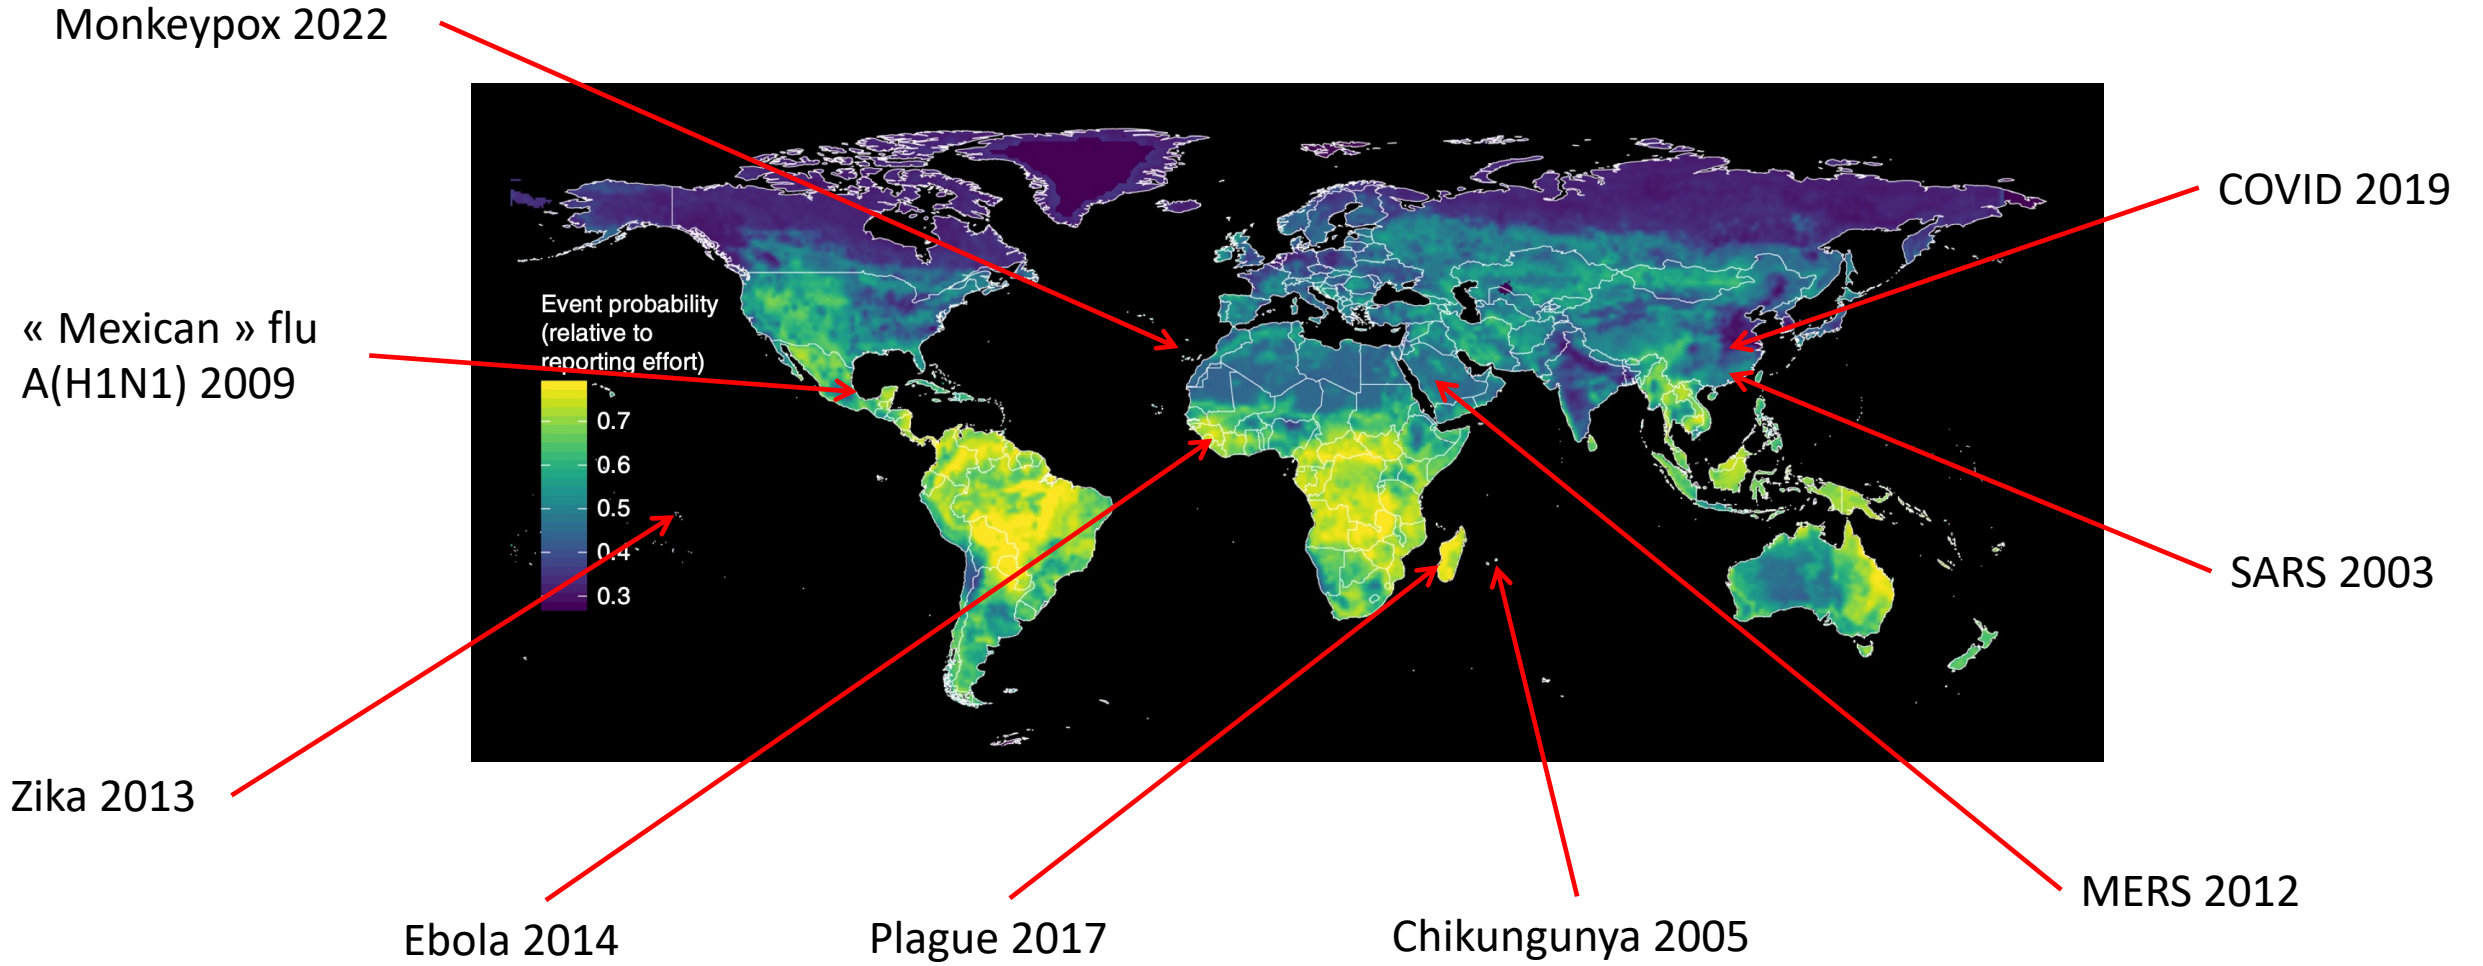 Monkeypox 2022
COVID 2019
« Mexican » flu
A(H1N1) 2009
Event probability
(relative to
reporting effort)
0.7
0.6
0.5
0.4
0.3
SARS 2003
Zika 2013
MERS 2012
Ebola 2014
Plague 2017
Chikungunya 2005